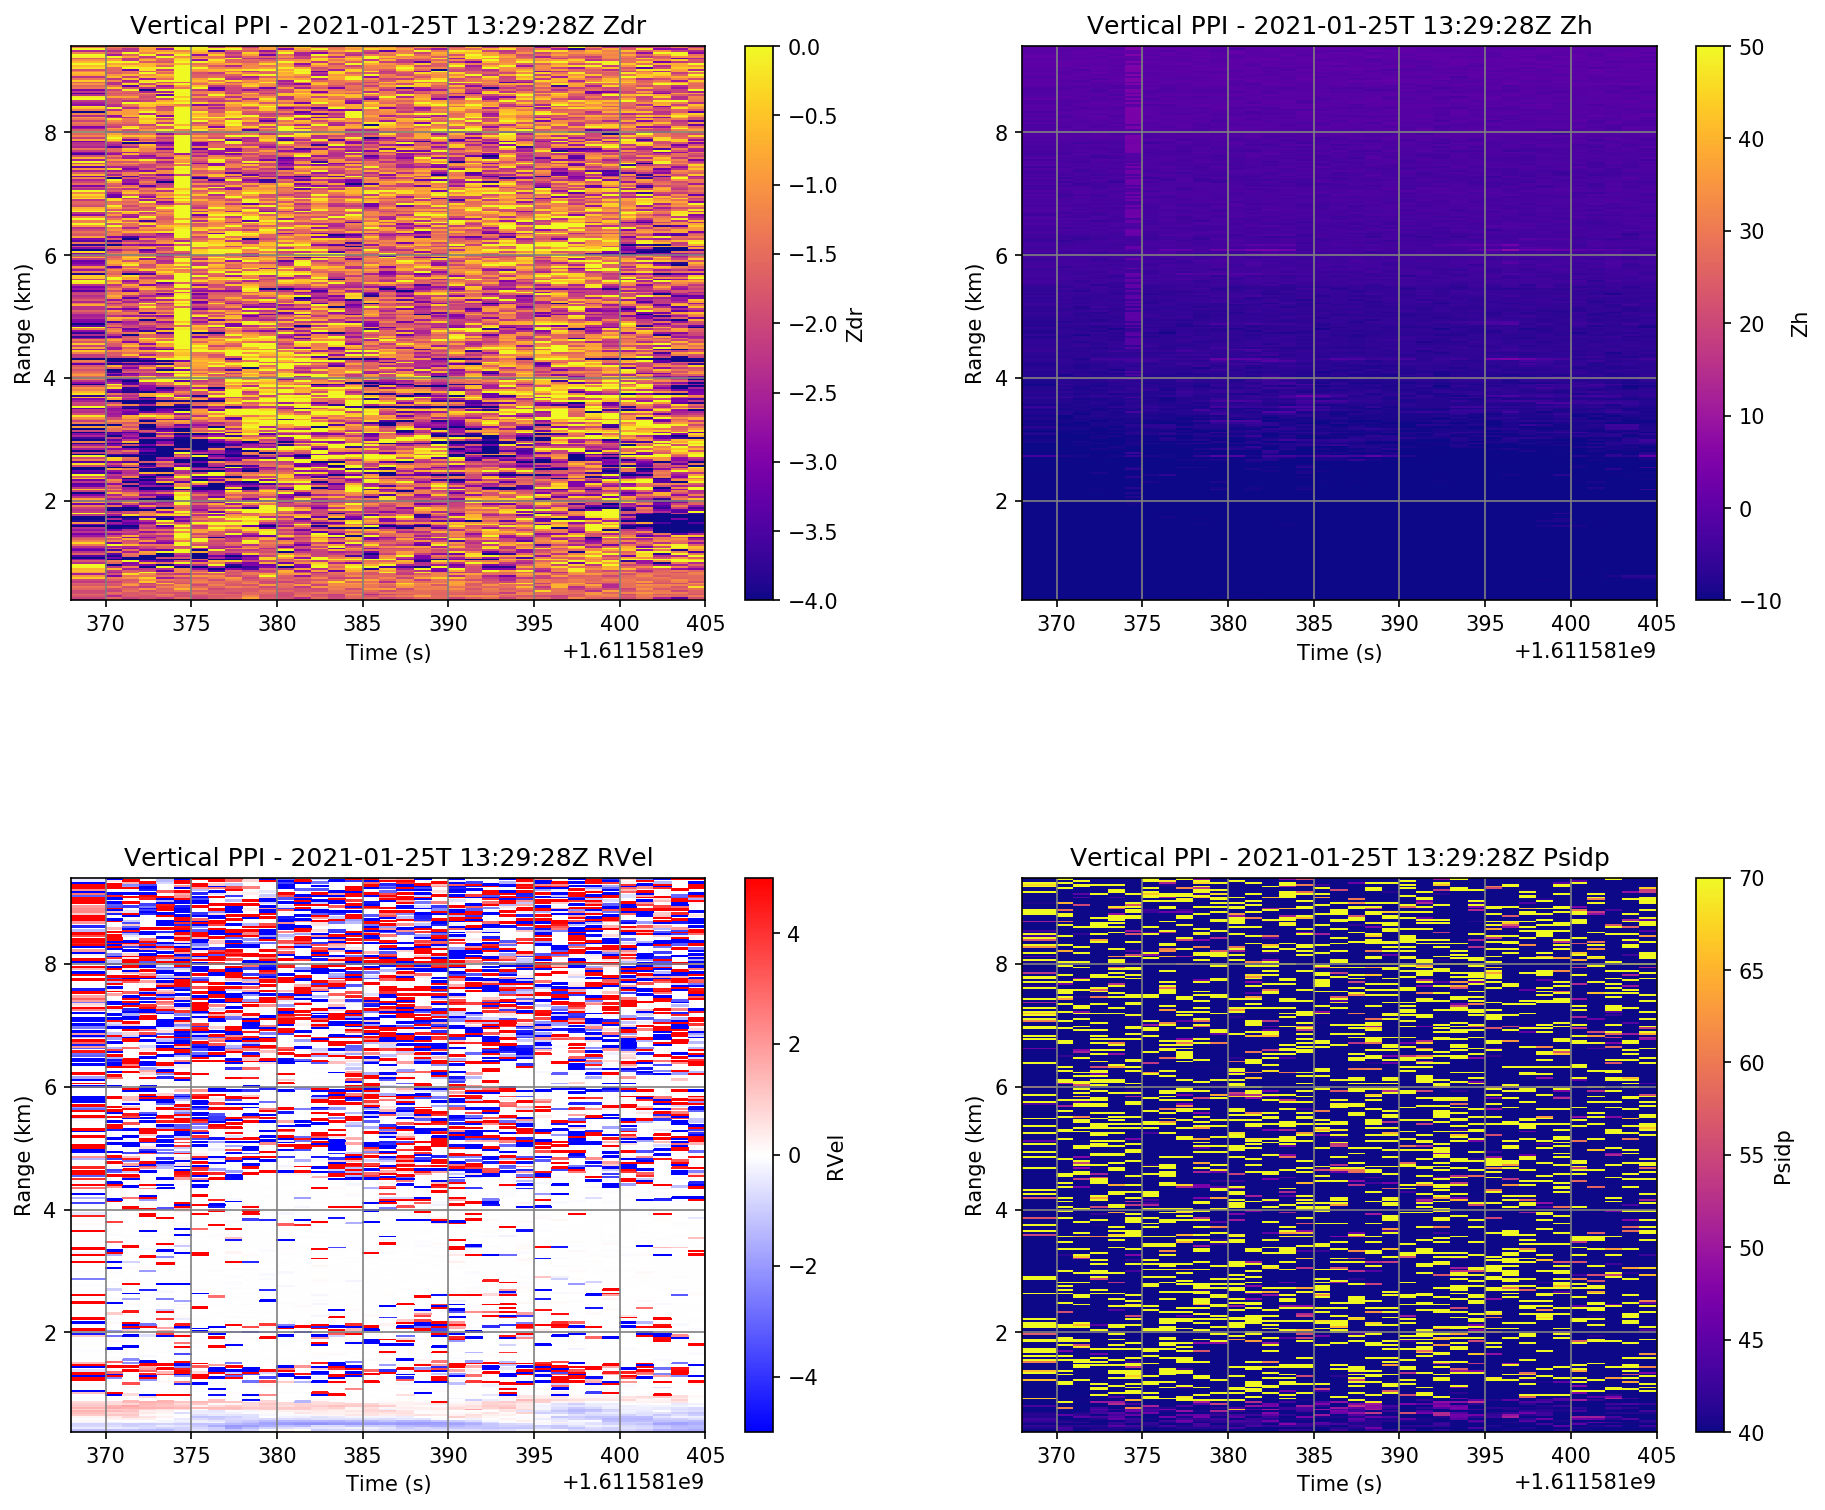 Vertical PPI - 2021-01-25T 13:29:28Z Zdr
0.0
−0.5
−1.0
−1.5
−2.0
−2.5
−3.0
−3.5
−4.0
Zdr
8
6
4
2
Range (km)
370 375 380 385 390 395 400 405
Time (s)
+1.611581e9
Vertical PPI - 2021-01-25T 13:29:28Z Zh
50
40
30
20
10
0
−10
Zh
8
6
4
2
Range (km)
370 375 380 385 390 395 400 405
Time (s)
+1.611581e9
Vertical PPI - 2021-01-25T 13:29:28Z RVel
4
2
0
−2
−4
RVel
8
6
4
2
Range (km)
370 375 380 385 390 395 400 405
Time (s)
+1.611581e9
Vertical PPI - 2021-01-25T 13:29:28Z Psidp
70
65
60
55
50
45
40
Psidp
8
6
4
2
Range (km)
370 375 380 385 390 395 400 405
Time (s)
+1.611581e9